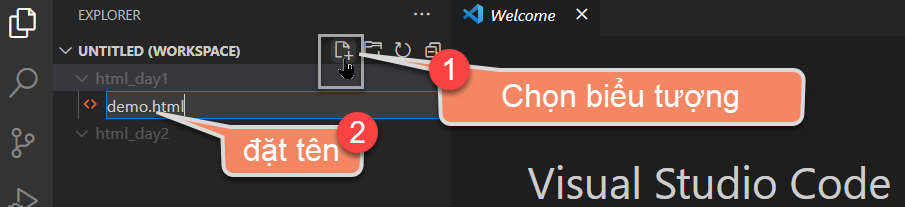 EXPLORER
Welcome
UNTITLED (WORKSPACE)
html_day1
1
Chọn biểu tượng
demo.html
2
html_day2
đặt tên
Visual Studio Code